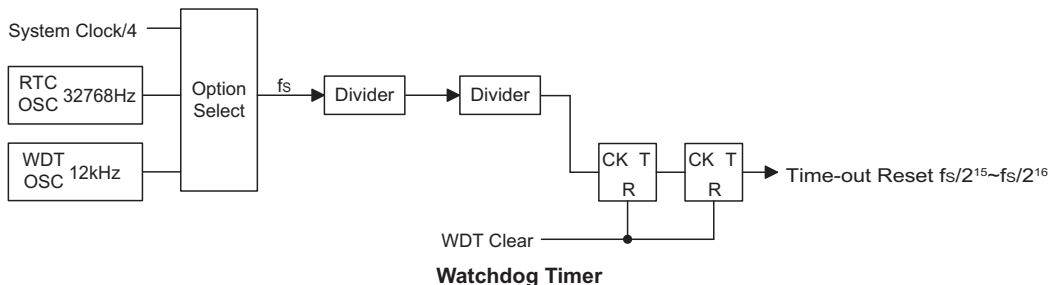 System Clock/4
RTC
OSC 32768Hz
WDT
OSC 12kHz
Option
Select
fS
Divider
Divider
CK T
R
CK T
R
Time-out Reset fS/2¹⁵~fS/2¹⁶
WDT Clear
Watchdog Timer